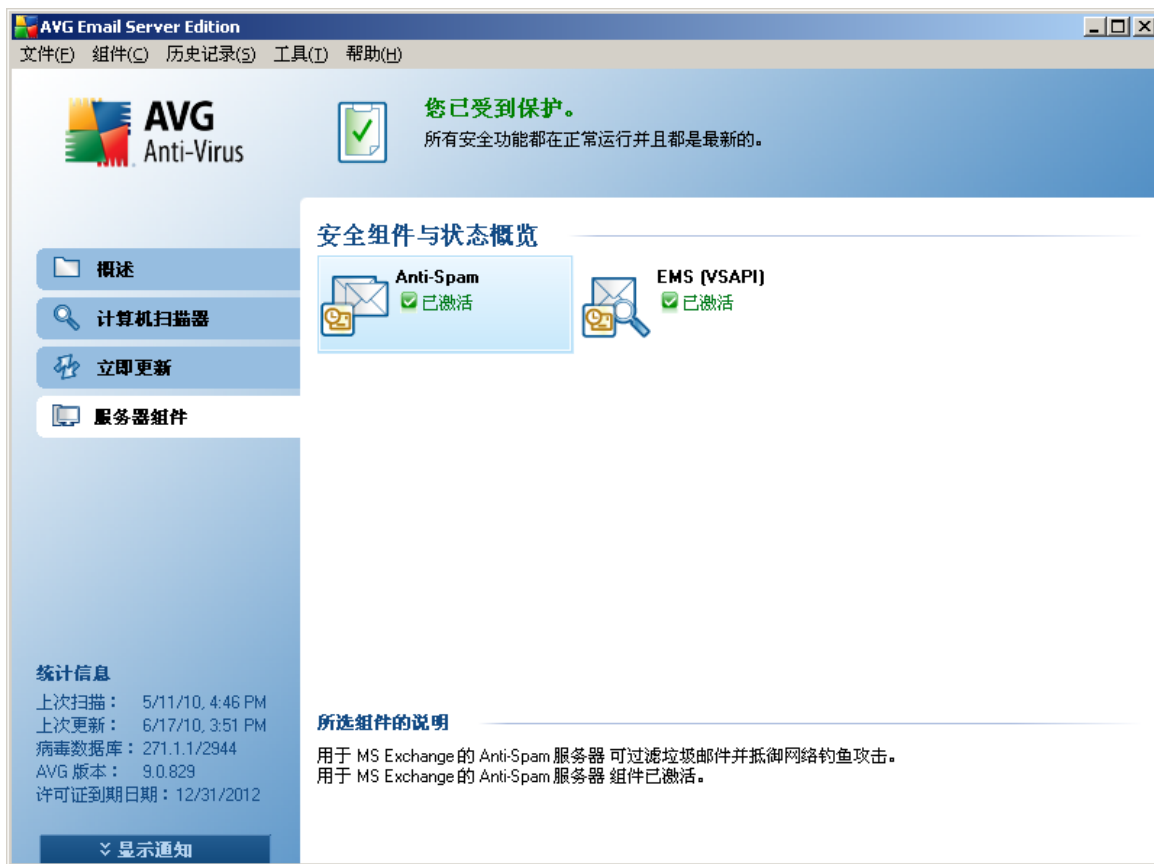 AVG Email Server Edition
文件(F) 组件(C) 历史记录(S) 工具(T) 帮助(H)
AVG
Anti-Virus
您已受到保护。
所有安全功能都在正常运行并且都是最新的。
概述
计算机扫描器
立即更新
服务器组件
安全组件与状态概览
Anti-Spam
已激活
EMS (VSAPI)
已激活
统计信息
上次扫描： 5/11/10, 4:46 PM
上次更新： 6/17/10, 3:51 PM
病毒数据库：271.1.1/2944
AVG 版本： 9.0.829
许可证到期日期：12/31/2012
显示通知
所选组件的说明
用于 MS Exchange 的 Anti-Spam 服务器 可过滤垃圾邮件并抵御网络钓鱼攻击。
用于 MS Exchange 的 Anti-Spam 服务器 组件已激活。